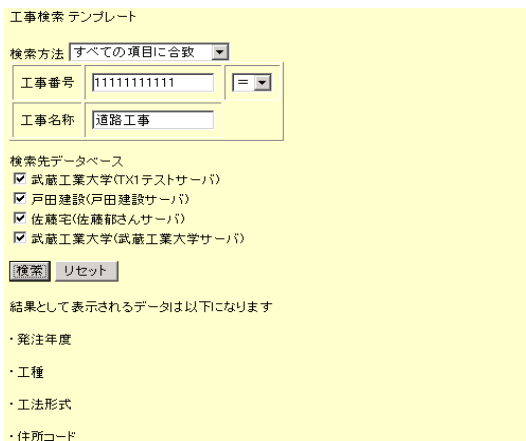 工事検索 テンプレート
検索方法 すべての項目に合致
工事番号 11111111111 =
工事名称 道路工事
検索先データベース
武蔵工業大学(TX1テストサーバ)
戸田建設(戸田建設サーバ)
佐藤宅(佐藤郁さんサーバ)
武蔵工業大学(武蔵工業大学サーバ)
検索 リセット
結果として表示されるデータは以下になります
・発注年度
・工種
・工法形式
・住所コード